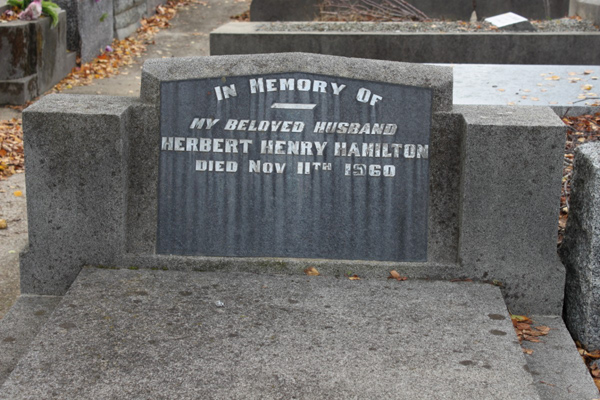 IN MEMORY OF
MY BELOVED HUSBAND
HERBERT HENRY HAMILTON
DIED NOV 11TH 1960